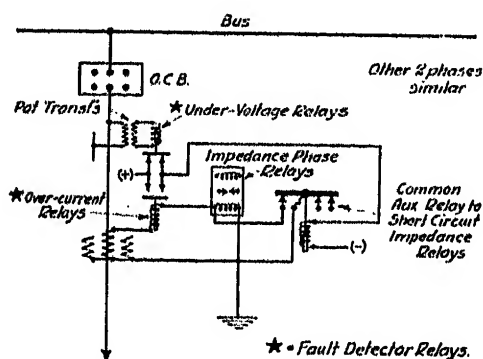 Bus
O.C.B.
Other 2 phases
similar
Pot Transf's
★ Under-Voltage Relays
Impedance Phase
Relays
(+)
★ Over-current
Relays
Common
Aux Relay to
Short Circuit
Impedance
Relays
(-)
★ - Fault Detector Relays.